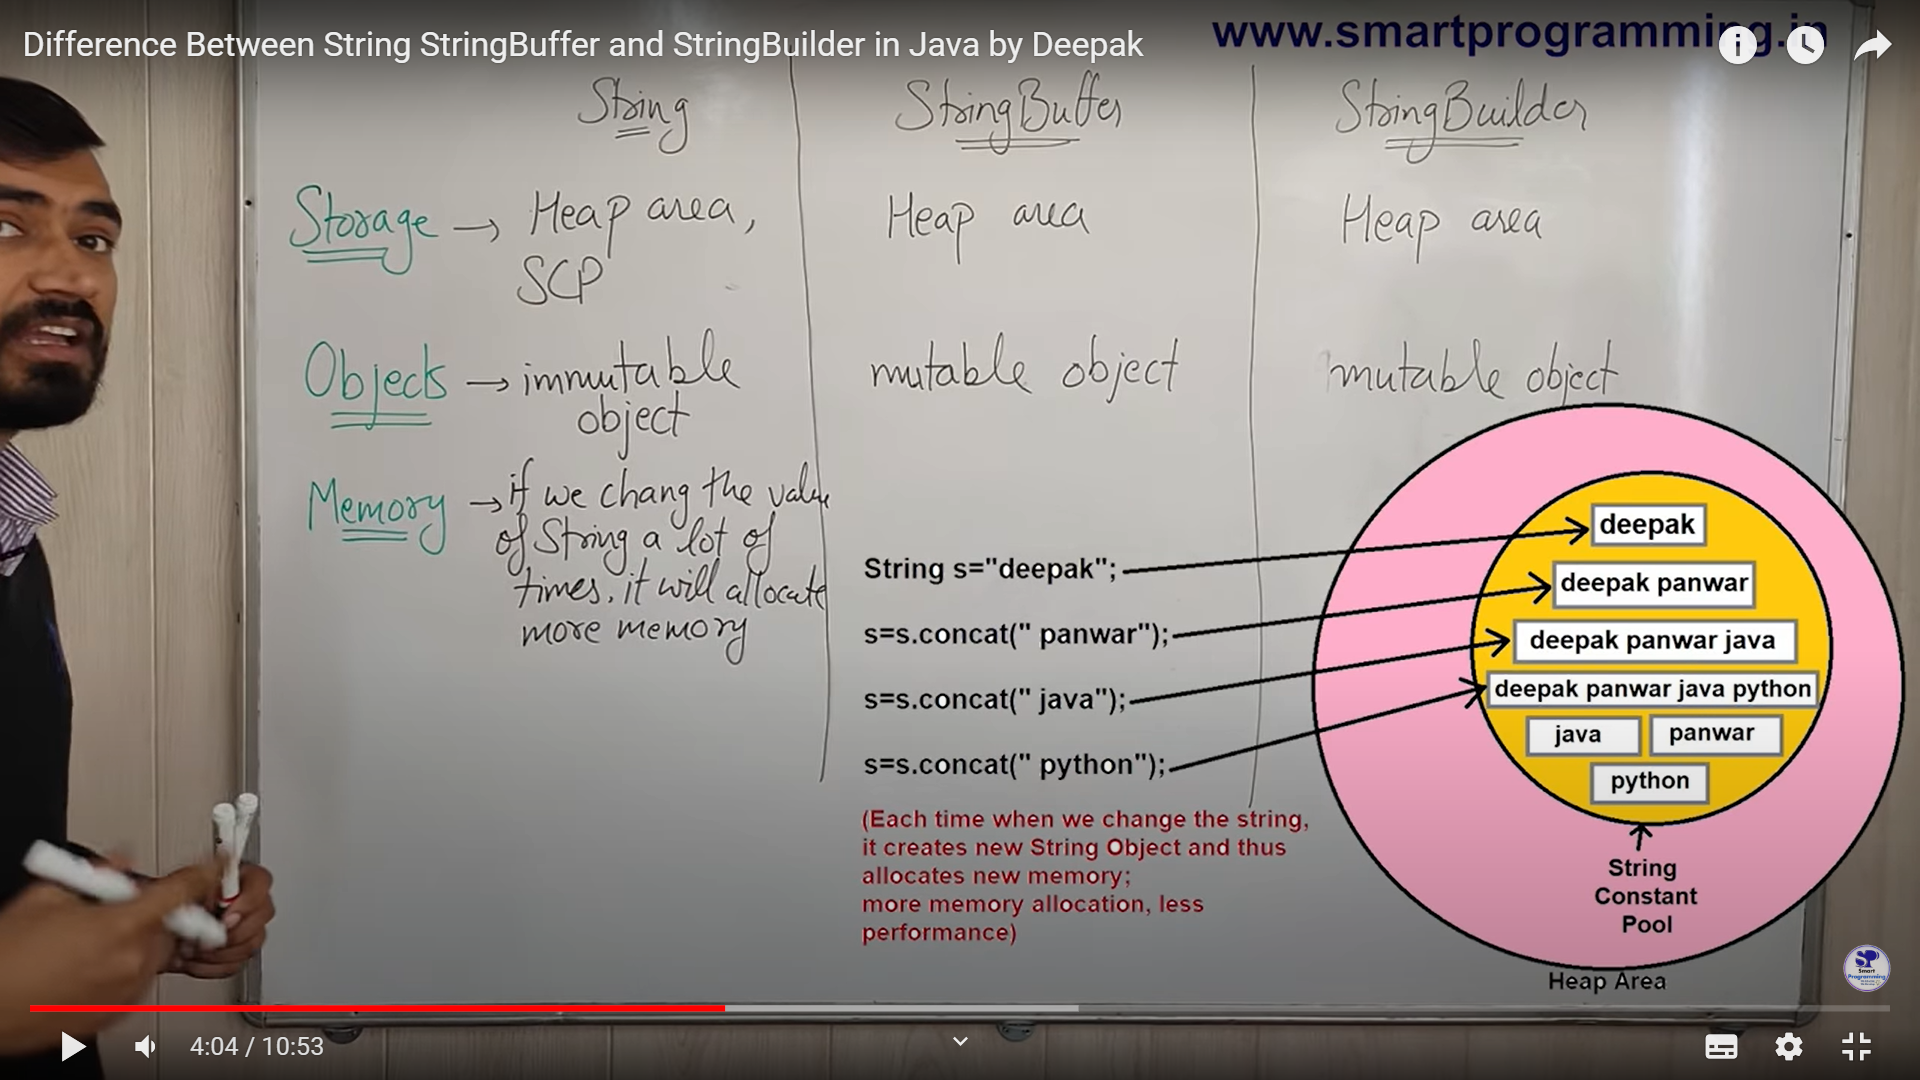 Difference Between String StringBuffer and StringBuilder in Java by Deepak
www.smartprogramming.in
String
StringBuffer
StringBuilder
Storage → Heap area,
SCP
Heap area
Heap area
Objects → immutable
object
mutable object
mutable object
Memory → if we chang the value
of String a lot of
times, it will allocate
more memory
String s="deepak";
s=s.concat(" panwar");
s=s.concat(" java");
s=s.concat(" python");
(Each time when we change the string,
it creates new String Object and thus
allocates new memory;
more memory allocation, less
performance)
deepak
deepak panwar
deepak panwar java
deepak panwar java python
java
panwar
python
String
Constant
Pool
Heap Area
SP
Smart
Programming
4:04 / 10:53